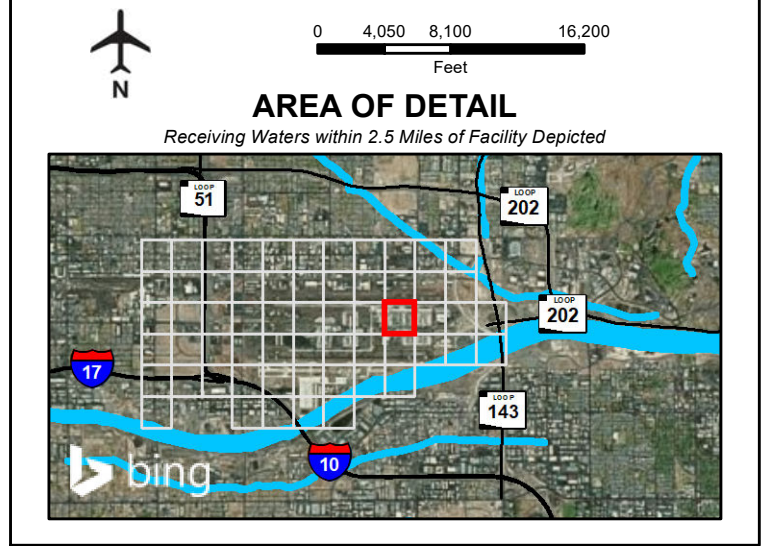 0 4,050 8,100 16,200
Feet
N
AREA OF DETAIL
Receiving Waters within 2.5 Miles of Facility Depicted
LOOP
51
LOOP
202
LOOP
202
17
LOOP
143
10
bing